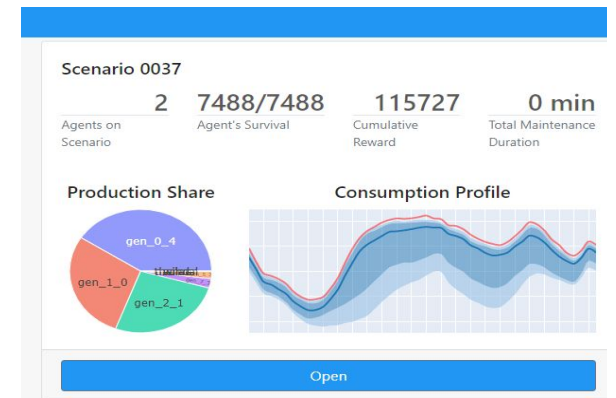 Scenario 0037
2
7488/7488
115727
0 min
Agents on
Scenario
Agent's Survival
Cumulative
Reward
Total Maintenance
Duration
Production Share
Consumption Profile
gen_0_4
gen_1_0
gen_2_1
Open